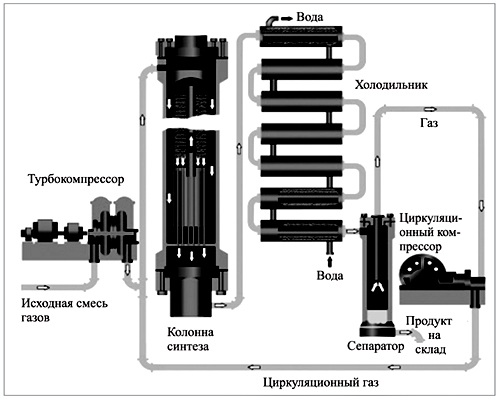 Вода
Холодильник
Газ
Турбокомпрессор
Циркуляци-
онный ком-
прессор
Вода
Исходная смесь
газов
Колонна
синтеза
Сепаратор
Продукт
на
склад
Циркуляционный газ